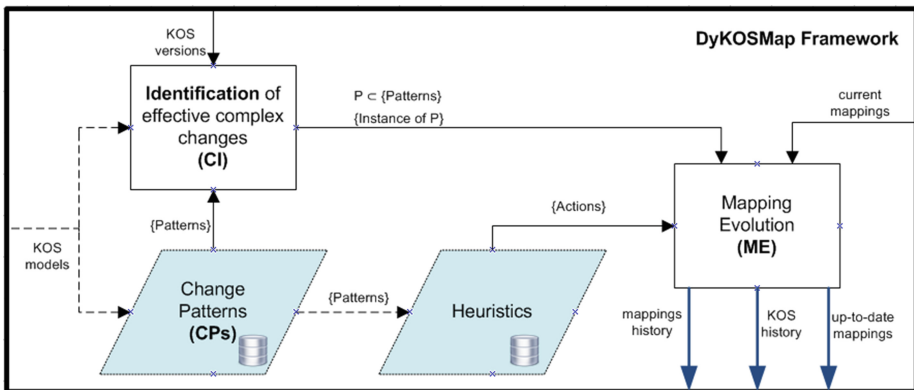 KOS
versions
DyKOSMap Framework
Identification of
effective complex
changes
(CI)
P ⊂ {Patterns}
{Instance of P}
current
mappings
{Patterns}
{Actions}
Mapping
Evolution
(ME)
KOS
models
Change
Patterns
(CPs)
{Patterns}
Heuristics
mappings
history
KOS
history
up-to-date
mappings